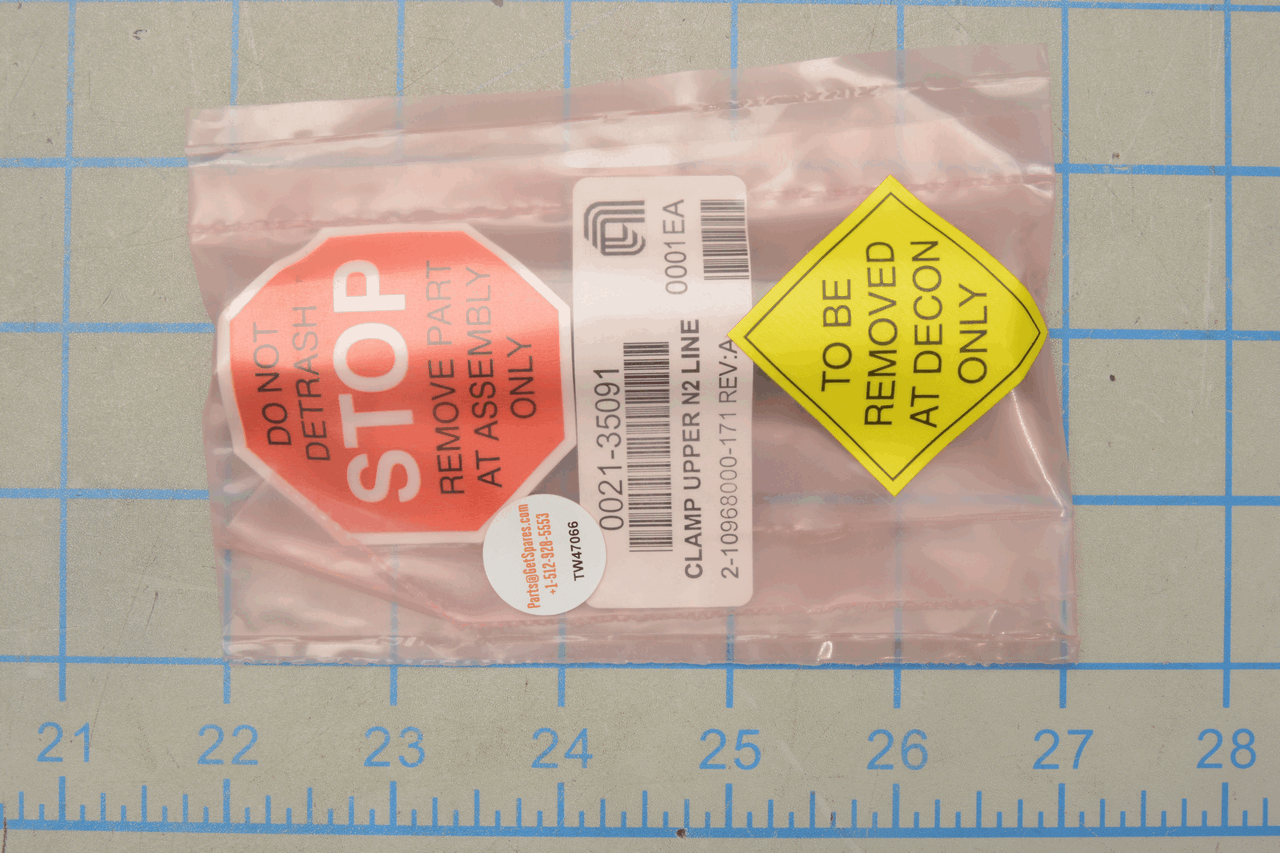 DO NOT
DETRASH
STOP
REMOVE PART
AT ASSEMBLY
ONLY
Parts@GetSpares.com
+1-512-928-5553
TW47066
0021-35091
0001EA
CLAMP UPPER N2 LINE
2-10968000-171 REV:A
TO BE
REMOVED
AT DECON
ONLY
21 22 23 24 25 26 27 28